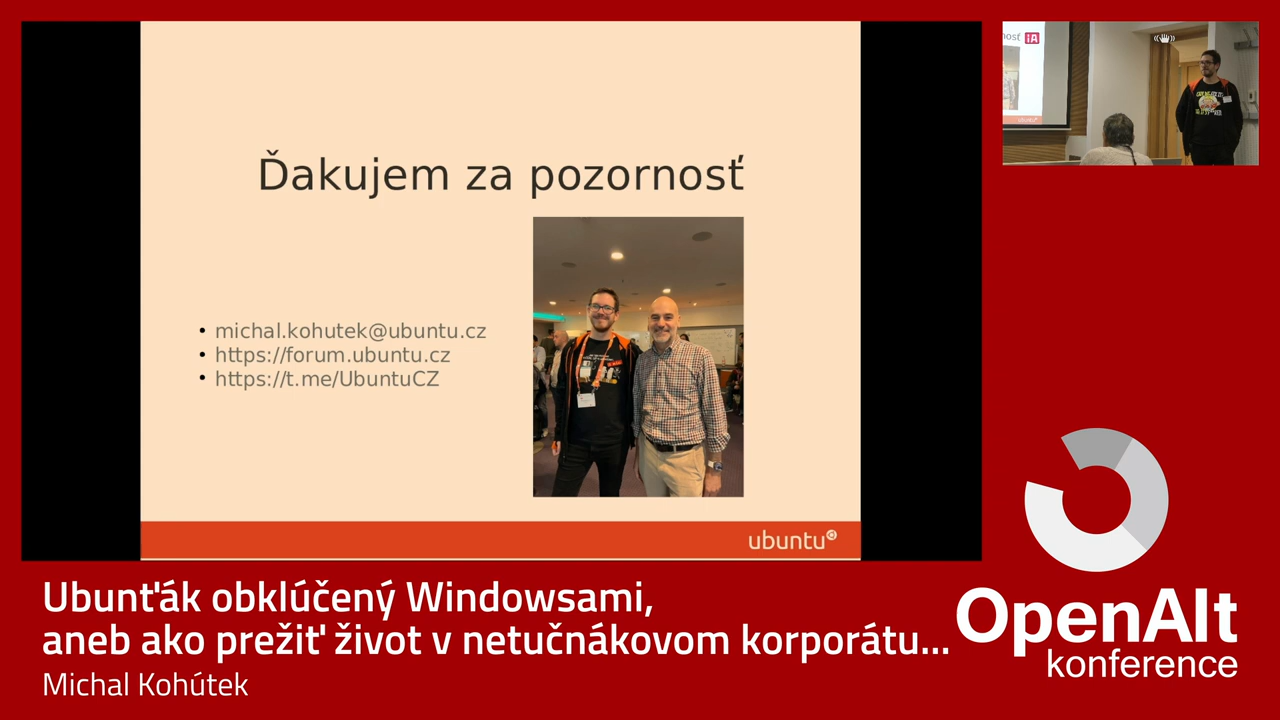 Ďakujem za pozornosť
• michal.kohutek@ubuntu.cz
• https://forum.ubuntu.cz
• https://t.me/UbuntuCZ
ubuntu
Ubunťák obklúčený Windowsami,
aneb ako prežiť život v netučnákovom korporátu...
Michal Kohútek
OpenAlt
konference